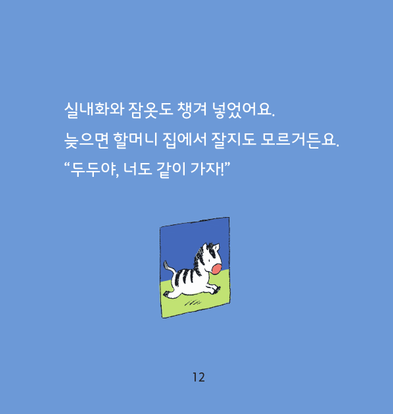 실내화와 잠옷도 챙겨 넣었어요.
늦으면 할머니 집에서 잘지도 모르거든요.
“두두야, 너도 같이 가자!”
12